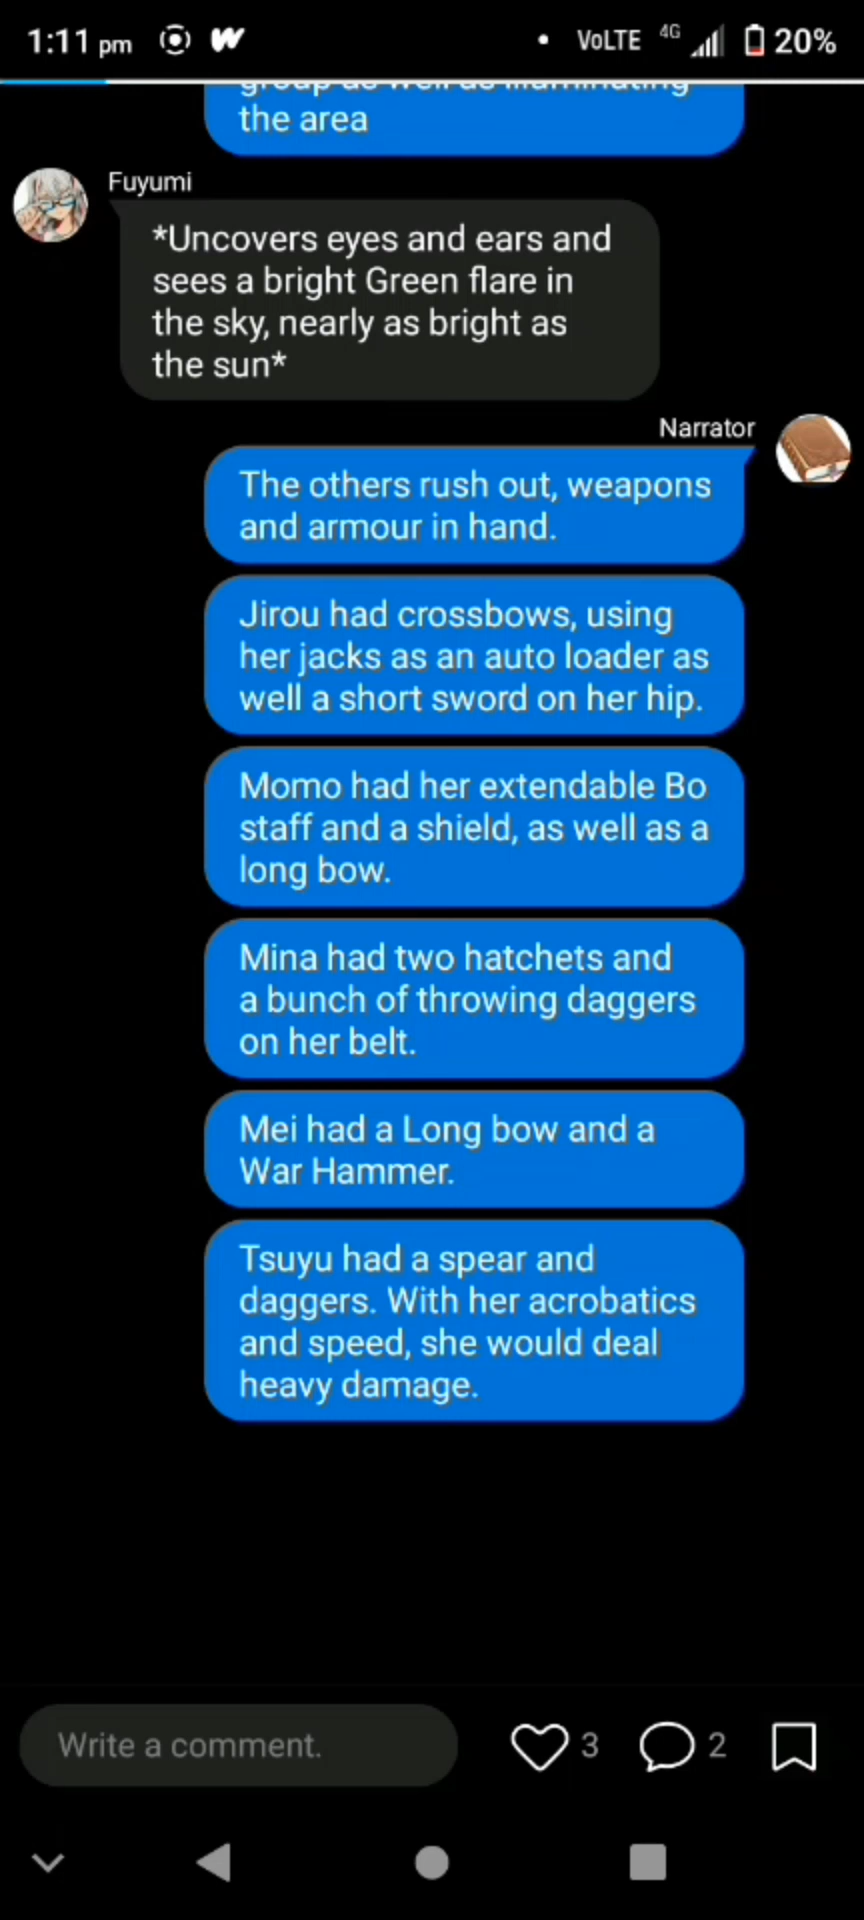 1:11 pm
VoLTE 4G 20%
group as well as illuminating
the area
Fuyumi
*Uncovers eyes and ears and
sees a bright Green flare in
the sky, nearly as bright as
the sun*
Narrator
The others rush out, weapons
and armour in hand.
Jirou had crossbows, using
her jacks as an auto loader as
well a short sword on her hip.
Momo had her extendable Bo
staff and a shield, as well as a
long bow.
Mina had two hatchets and
a bunch of throwing daggers
on her belt.
Mei had a Long bow and a
War Hammer.
Tsuyu had a spear and
daggers. With her acrobatics
and speed, she would deal
heavy damage.
Write a comment.
3
2